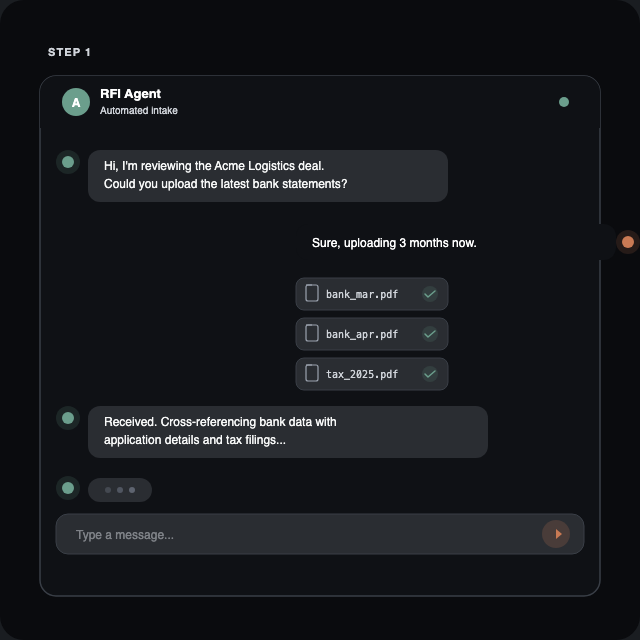 STEP 1
A
RFI Agent
Automated intake
Hi, I'm reviewing the Acme Logistics deal.
Could you upload the latest bank statements?
Sure, uploading 3 months now.
bank_mar.pdf
bank_apr.pdf
tax_2025.pdf
Received. Cross-referencing bank data with
application details and tax filings...
Type a message...